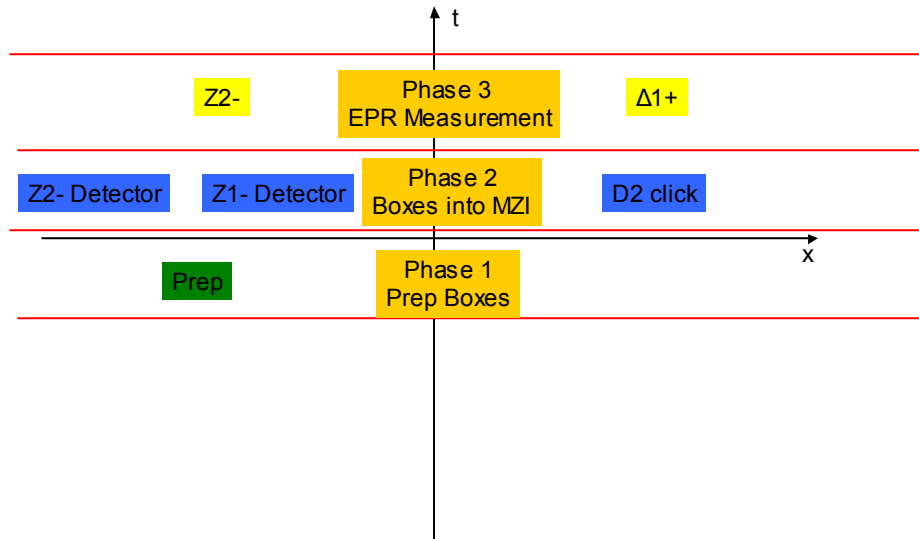 t
Z2-
Phase 3
EPR Measurement
Δ1+
Z2- Detector
Z1- Detector
Phase 2
Boxes into MZI
D2 click
x
Prep
Phase 1
Prep Boxes